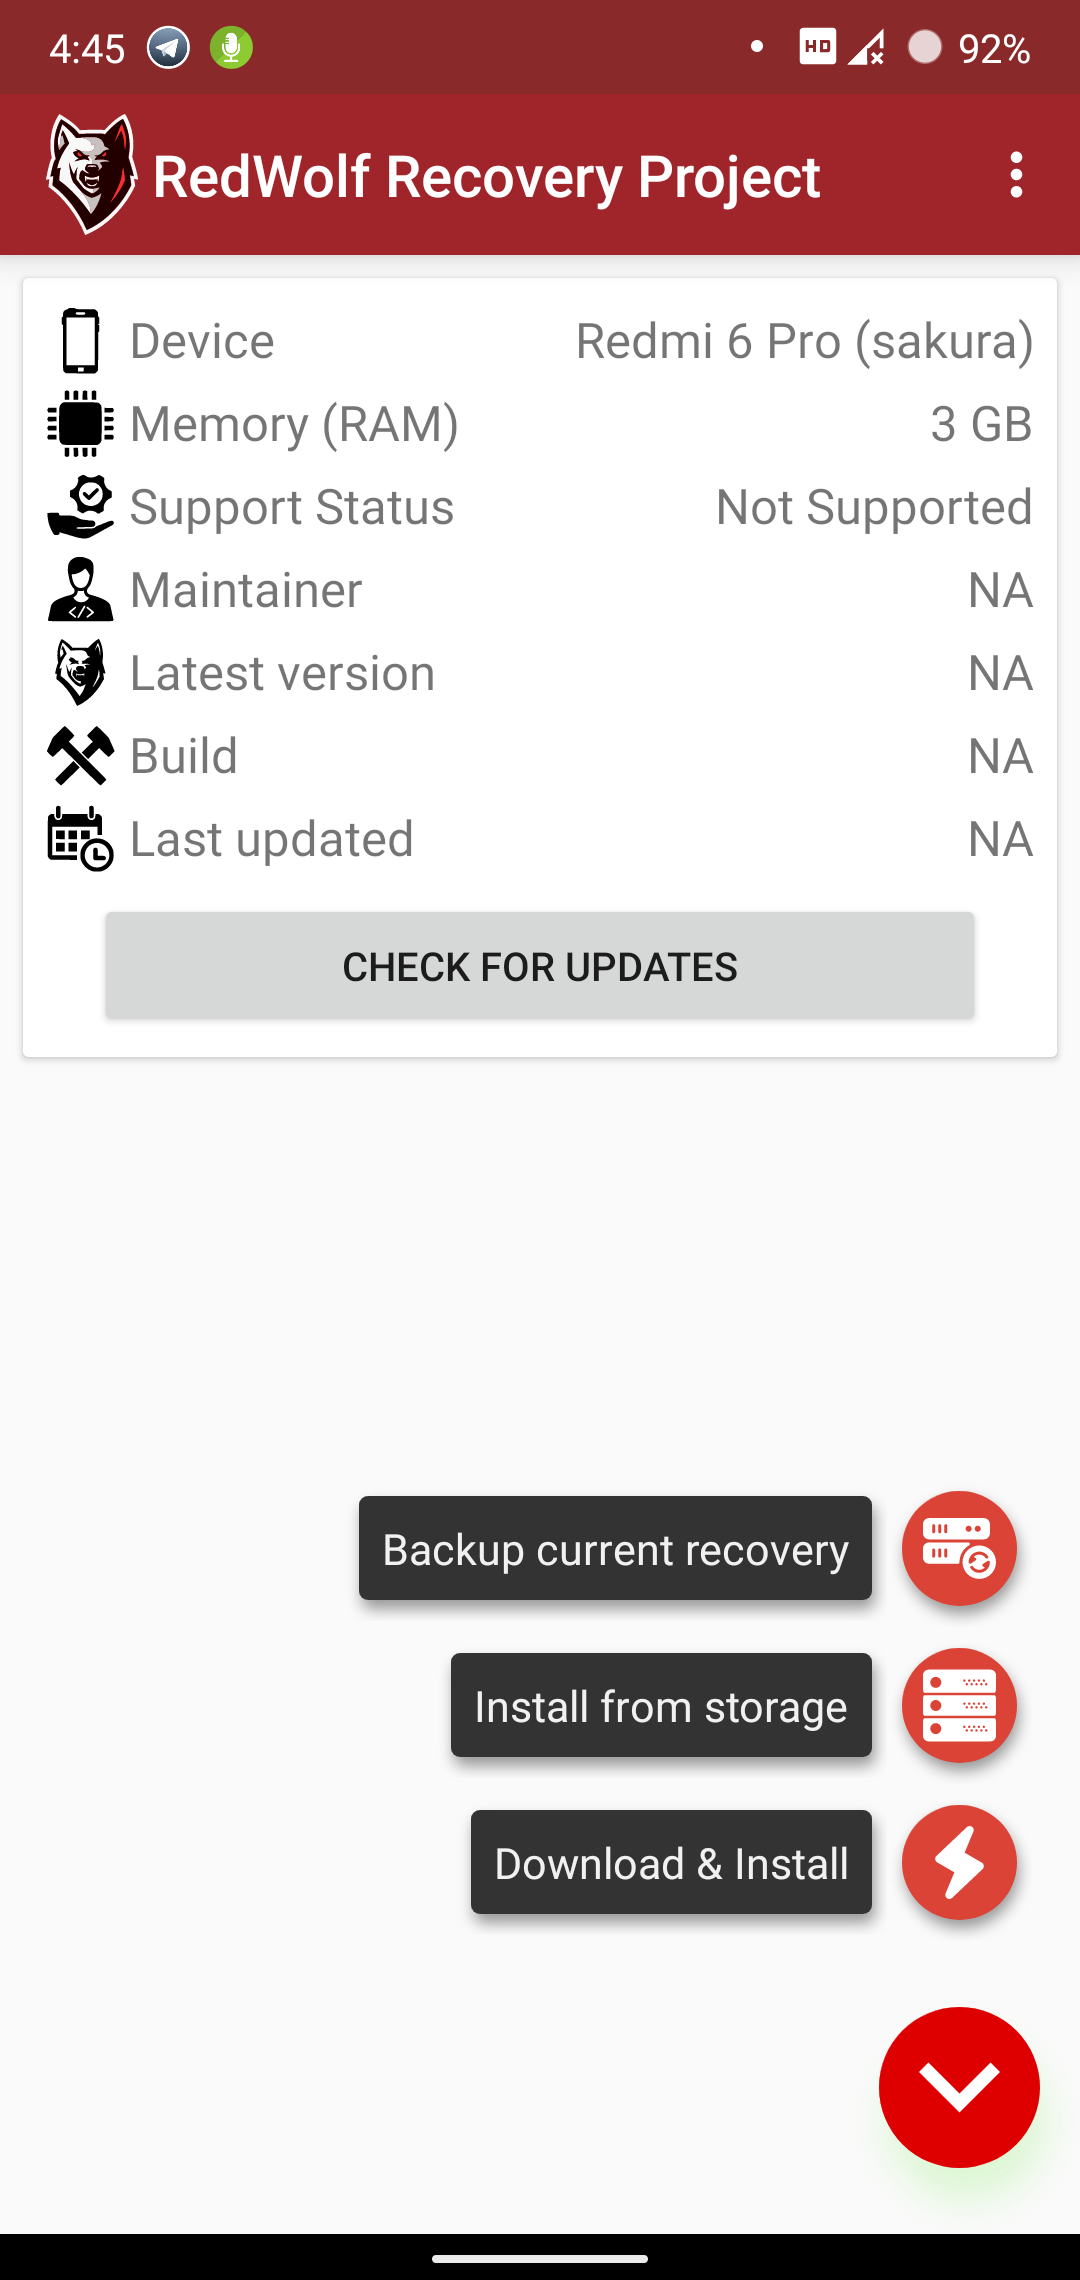 4:45 HD 92%
RedWolf Recovery Project
Device Redmi 6 Pro (sakura)
Memory (RAM) 3 GB
Support Status Not Supported
Maintainer NA
Latest version NA
Build NA
Last updated NA
CHECK FOR UPDATES
Backup current recovery
Install from storage
Download & Install